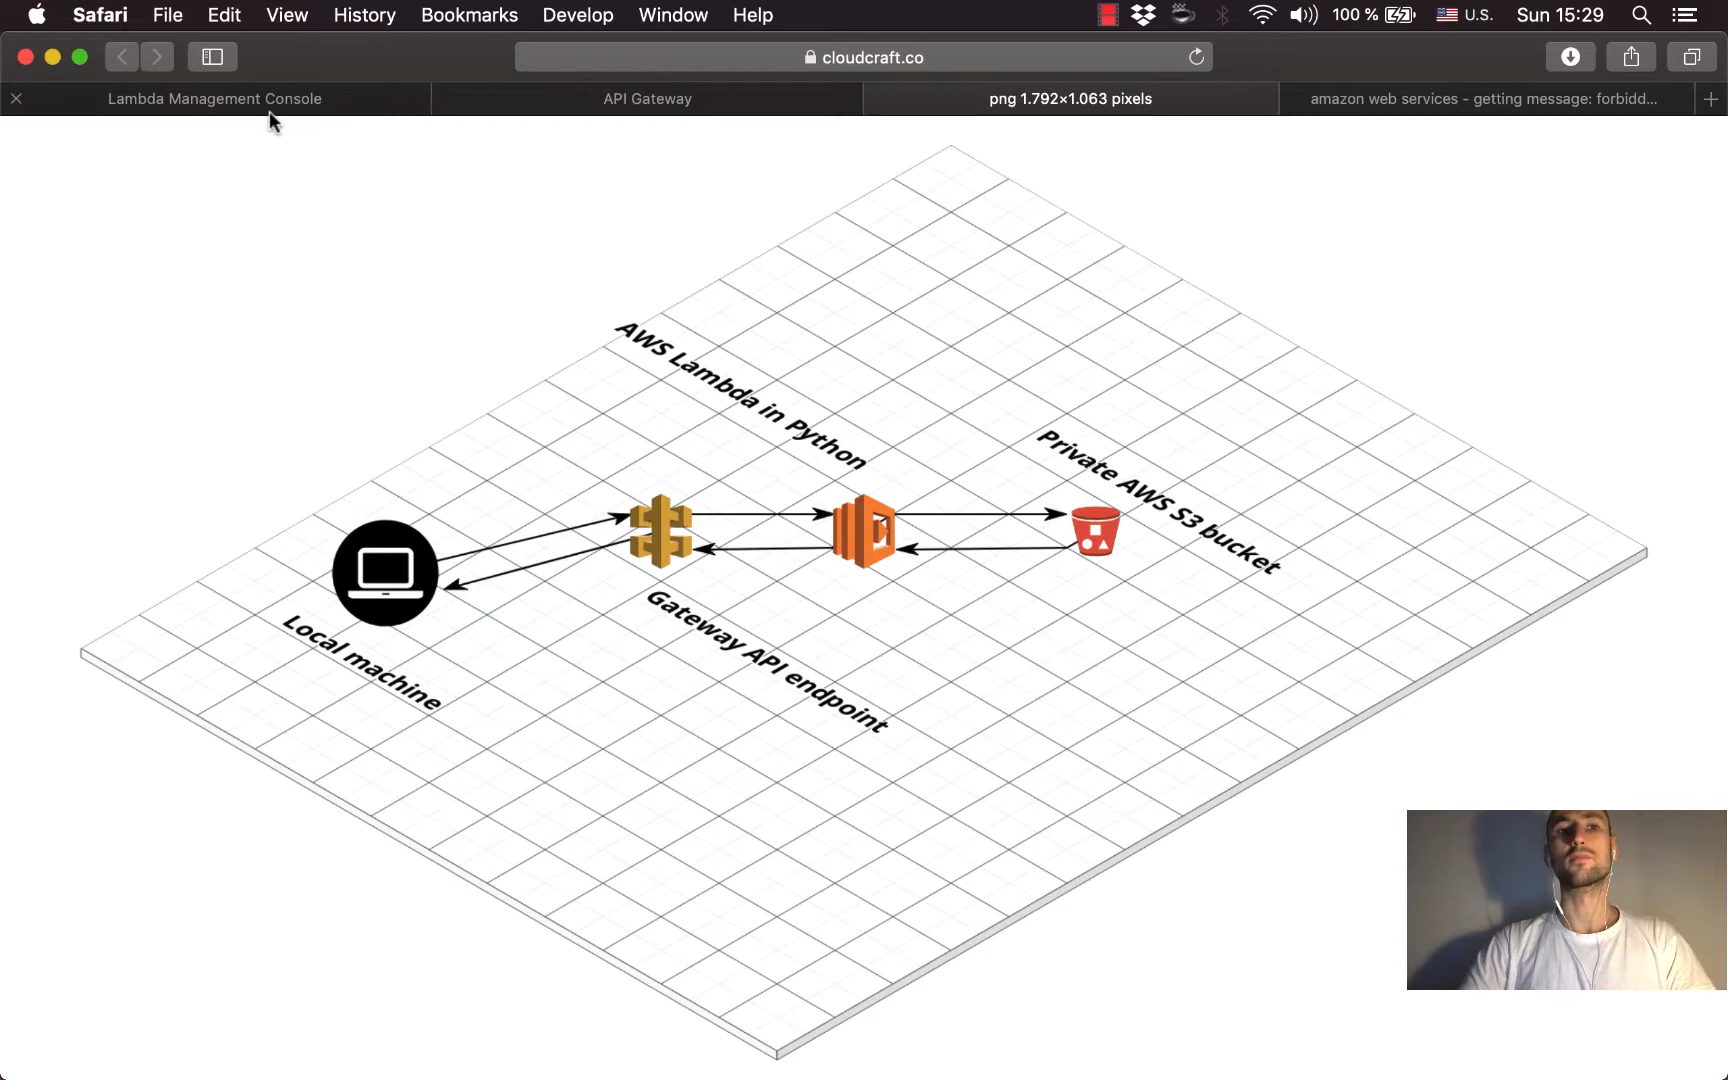 Safari File Edit View History Bookmarks Develop Window Help 100 % U.S. Sun 15:29
cloudcraft.co
Lambda Management Console API Gateway png 1.792×1.063 pixels amazon web services - getting message: forbidd...
AWS Lambda in Python
Private AWS S3 bucket
Gateway API endpoint
Local machine